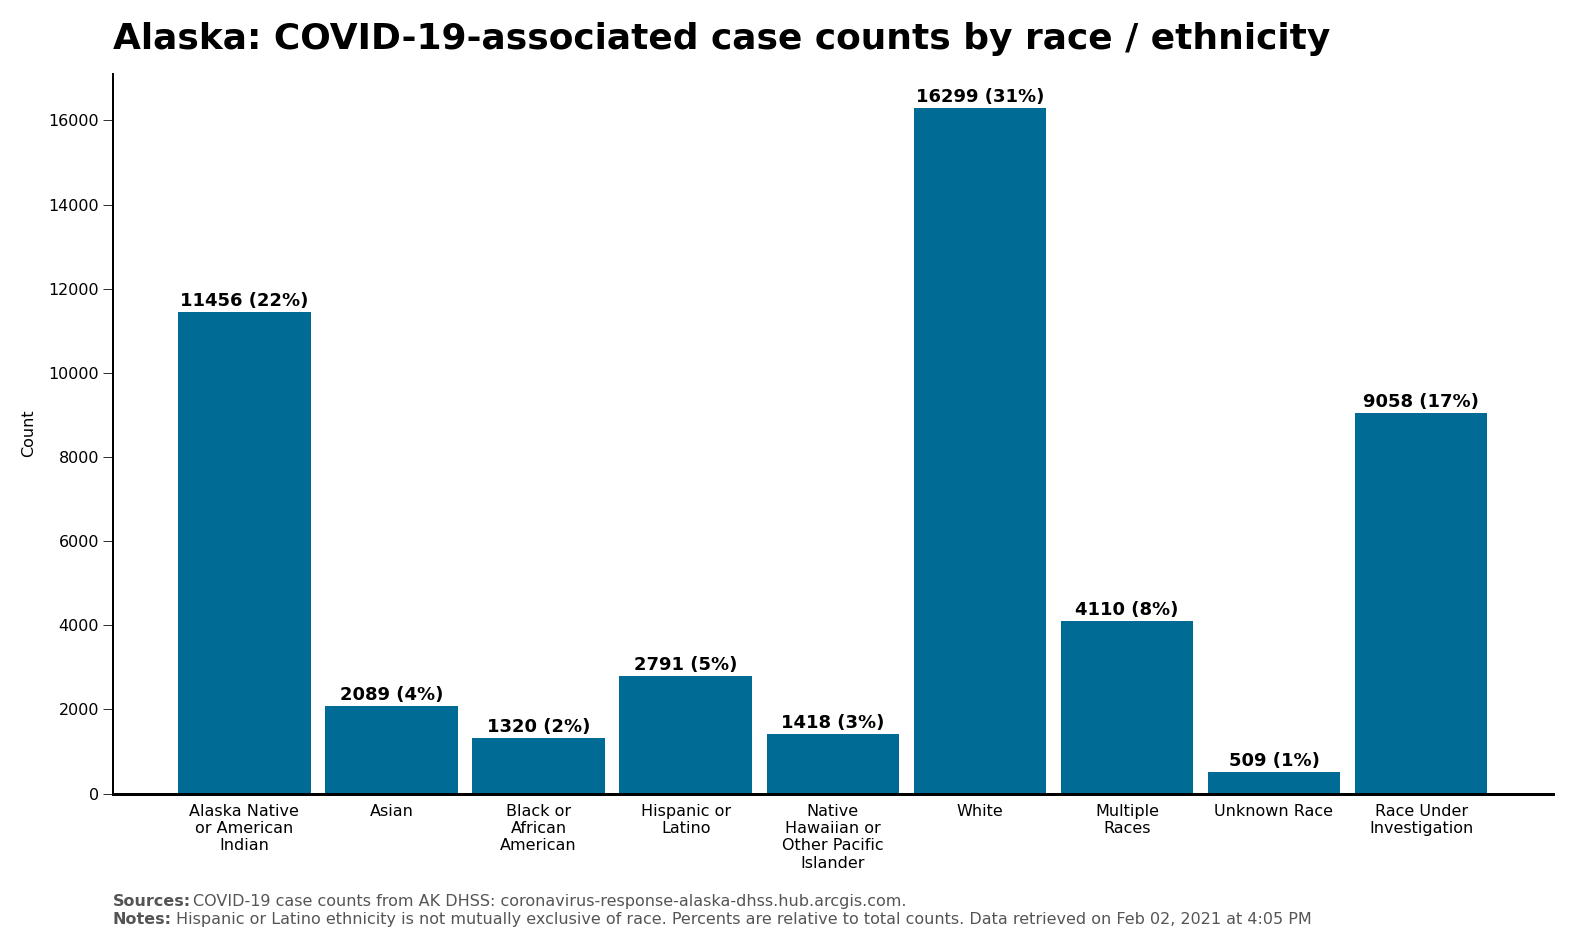 Alaska: COVID-19-associated case counts by race / ethnicity
16299 (31%)
16000
14000
12000
11456 (22%)
10000
9058 (17%)
Count
8000
6000
4000
4110 (8%)
2791 (5%)
2000
2089 (4%)
1320 (2%)
1418 (3%)
509 (1%)
0
Alaska Native
or American
Indian
Asian
Black or
African
American
Hispanic or
Latino
Native
Hawaiian or
Other Pacific
Islander
White
Multiple
Races
Unknown Race
Race Under
Investigation
Sources: COVID-19 case counts from AK DHSS: coronavirus-response-alaska-dhss.hub.arcgis.com.
Notes: Hispanic or Latino ethnicity is not mutually exclusive of race. Percents are relative to total counts. Data retrieved on Feb 02, 2021 at 4:05 PM